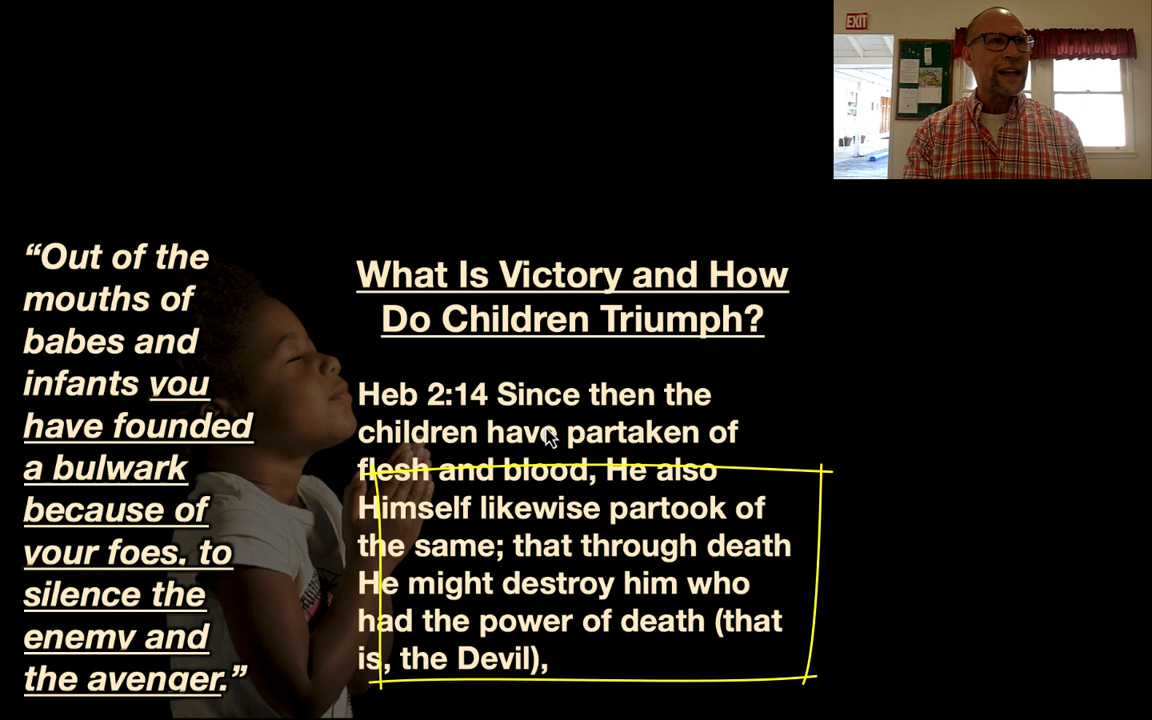 EXIT
“Out of the
mouths of
babes and
infants you
have founded
a bulwark
because of
your foes, to
silence the
enemy and
the avenger.”
What Is Victory and How
Do Children Triumph?
Heb 2:14 Since then the
children have partaken of
flesh and blood, He also
Himself likewise partook of
the same; that through death
He might destroy him who
had the power of death (that
is, the Devil),